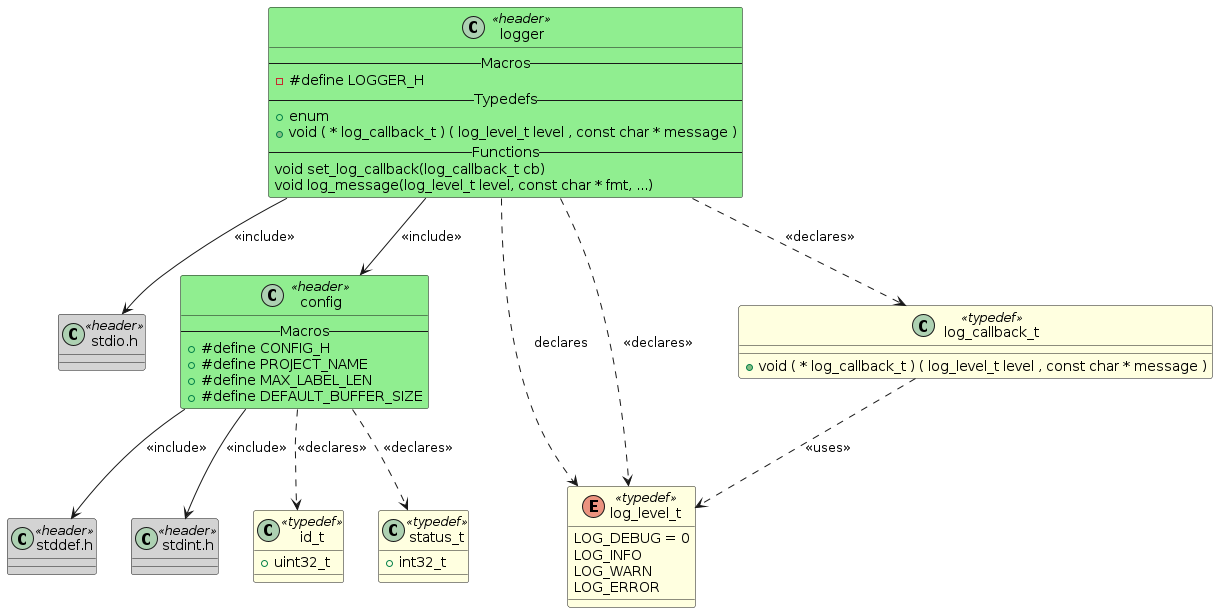 C
«header»
logger
Macros
#define LOGGER_H
Typedefs
enum
void ( * log_callback_t ) ( log_level_t level , const char * message )
Functions
void set_log_callback(log_callback_t cb)
void log_message(log_level_t level, const char * fmt, ...)
«include»
«include»
«declares»
C
«header»
stdio.h
C
«header»
config
Macros
#define CONFIG_H
#define PROJECT_NAME
#define MAX_LABEL_LEN
#define DEFAULT_BUFFER_SIZE
declares
«declares»
C
«typedef»
log_callback_t
void ( * log_callback_t ) ( log_level_t level , const char * message )
«include»
«include»
«declares»
«declares»
«uses»
C
«header»
stddef.h
C
«header»
stdint.h
C
«typedef»
id_t
uint32_t
C
«typedef»
status_t
int32_t
E
«typedef»
log_level_t
LOG_DEBUG = 0
LOG_INFO
LOG_WARN
LOG_ERROR